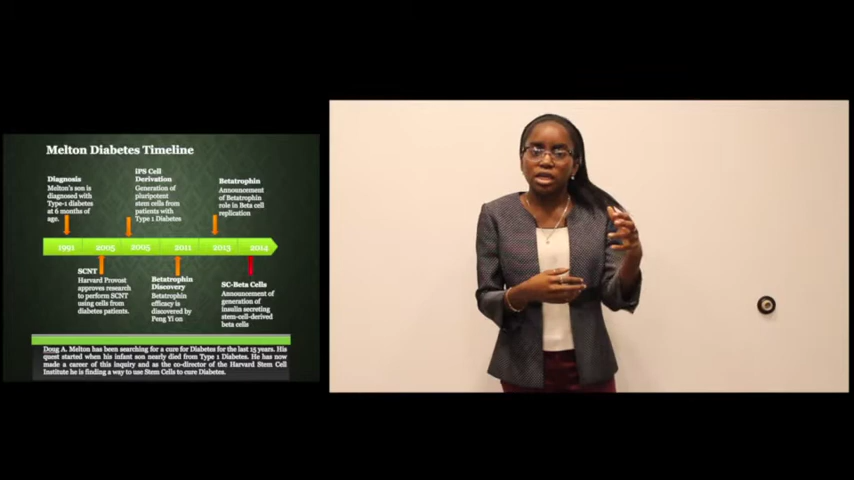 Melton Diabetes Timeline
Diagnosis
Melton's son is
diagnosed with
Type-1 diabetes
at 6 months of
age.
iPS Cell
Derivation
Generation of
pluripotent
stem cells from
patients with
Type 1 Diabetes
Betatrophin
Announcement
of Betatrophin
role in Beta cell
replication
1991 2005 2005 2011 2013 2014
SCNT
Harvard Provost
approves research
to perform SCNT
using cells from
diabetes patients.
Betatrophin
Discovery
Betatrophin
efficacy is
discovered by
Peng Yi on
SC-Beta Cells
Announcement of
generation of
insulin secreting
stem-cell-derived
beta cells
Doug A. Melton has been searching for a cure for Diabetes for the last 15 years. His
quest started when his infant son nearly died from Type 1 Diabetes. He has now
made a career of this inquiry and as the co-director of the Harvard Stem Cell
Institute he is finding a way to use Stem Cells to cure Diabetes.